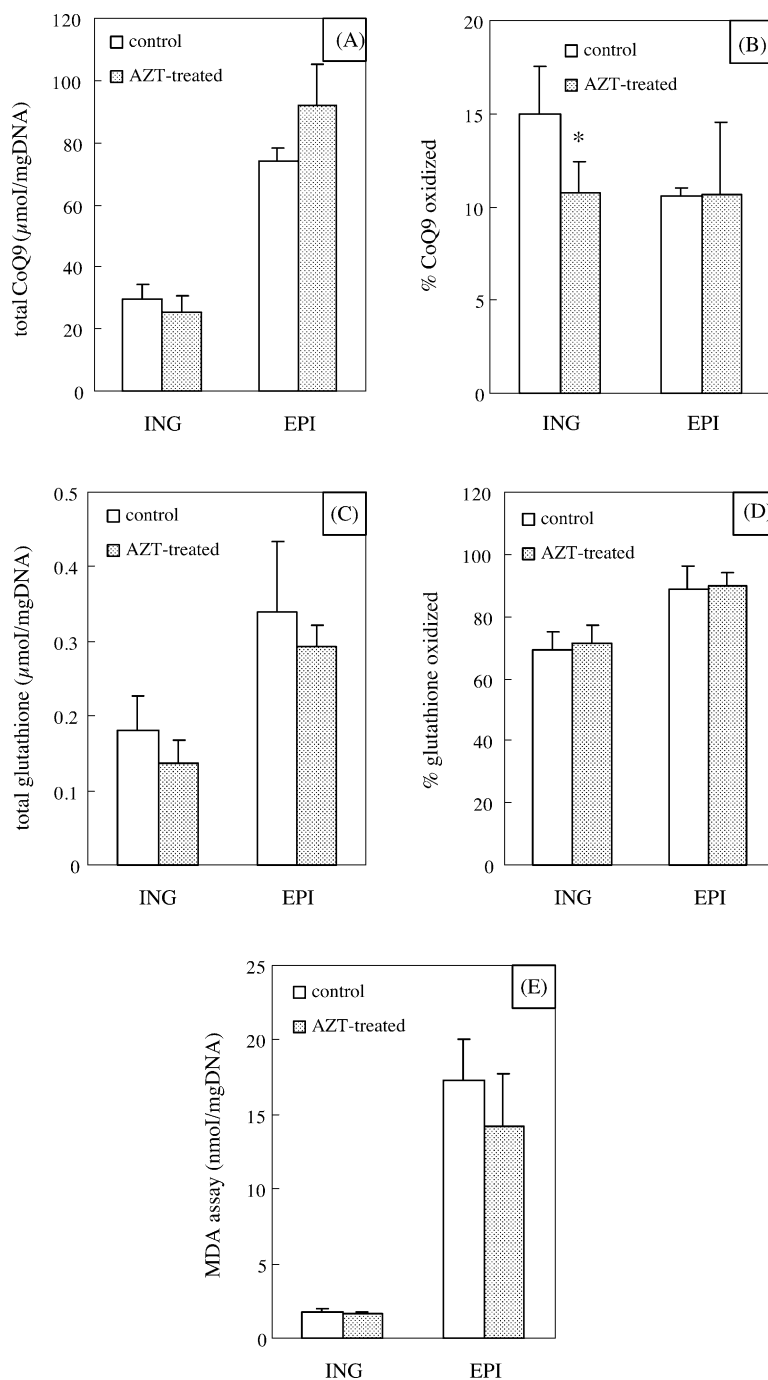 (A)
control
AZT-treated
total CoQ9 (µmol/mgDNA)
120
100
80
60
40
20
0
ING EPI
(B)
control
AZT-treated
*
% CoQ9 oxidized
20
15
10
5
0
ING EPI
(C)
control
AZT-treated
total glutathione (µmol/mgDNA)
0.5
0.4
0.3
0.2
0.1
0
ING EPI
(D)
control
AZT-treated
% glutathione oxidized
120
100
80
60
40
20
0
ING EPI
(E)
control
AZT-treated
MDA assay (nmol/mgDNA)
25
20
15
10
5
0
ING EPI